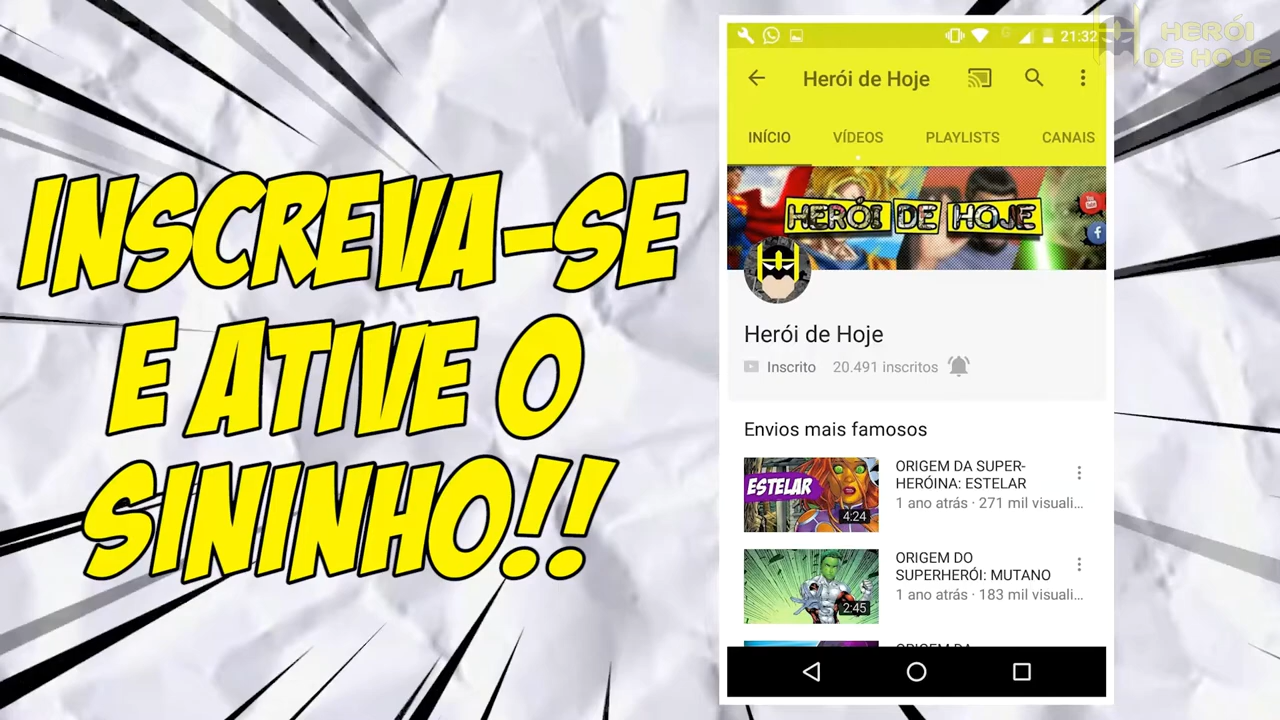 INSCREVA-SE
E ATIVE O
SININHO!!
21:32
HERÓI
DE HOJE
Herói de Hoje
INÍCIO VÍDEOS PLAYLISTS CANAIS
HERÓI DE HOJE
Herói de Hoje
Inscrito 20.491 inscritos
Envios mais famosos
ESTELAR
4:24
ORIGEM DA SUPER-
HEROÍNA: ESTELAR
1 ano atrás · 271 mil visuali...
2:45
ORIGEM DO
SUPERHERÓI: MUTANO
1 ano atrás · 183 mil visuali...
ORIGEM DA